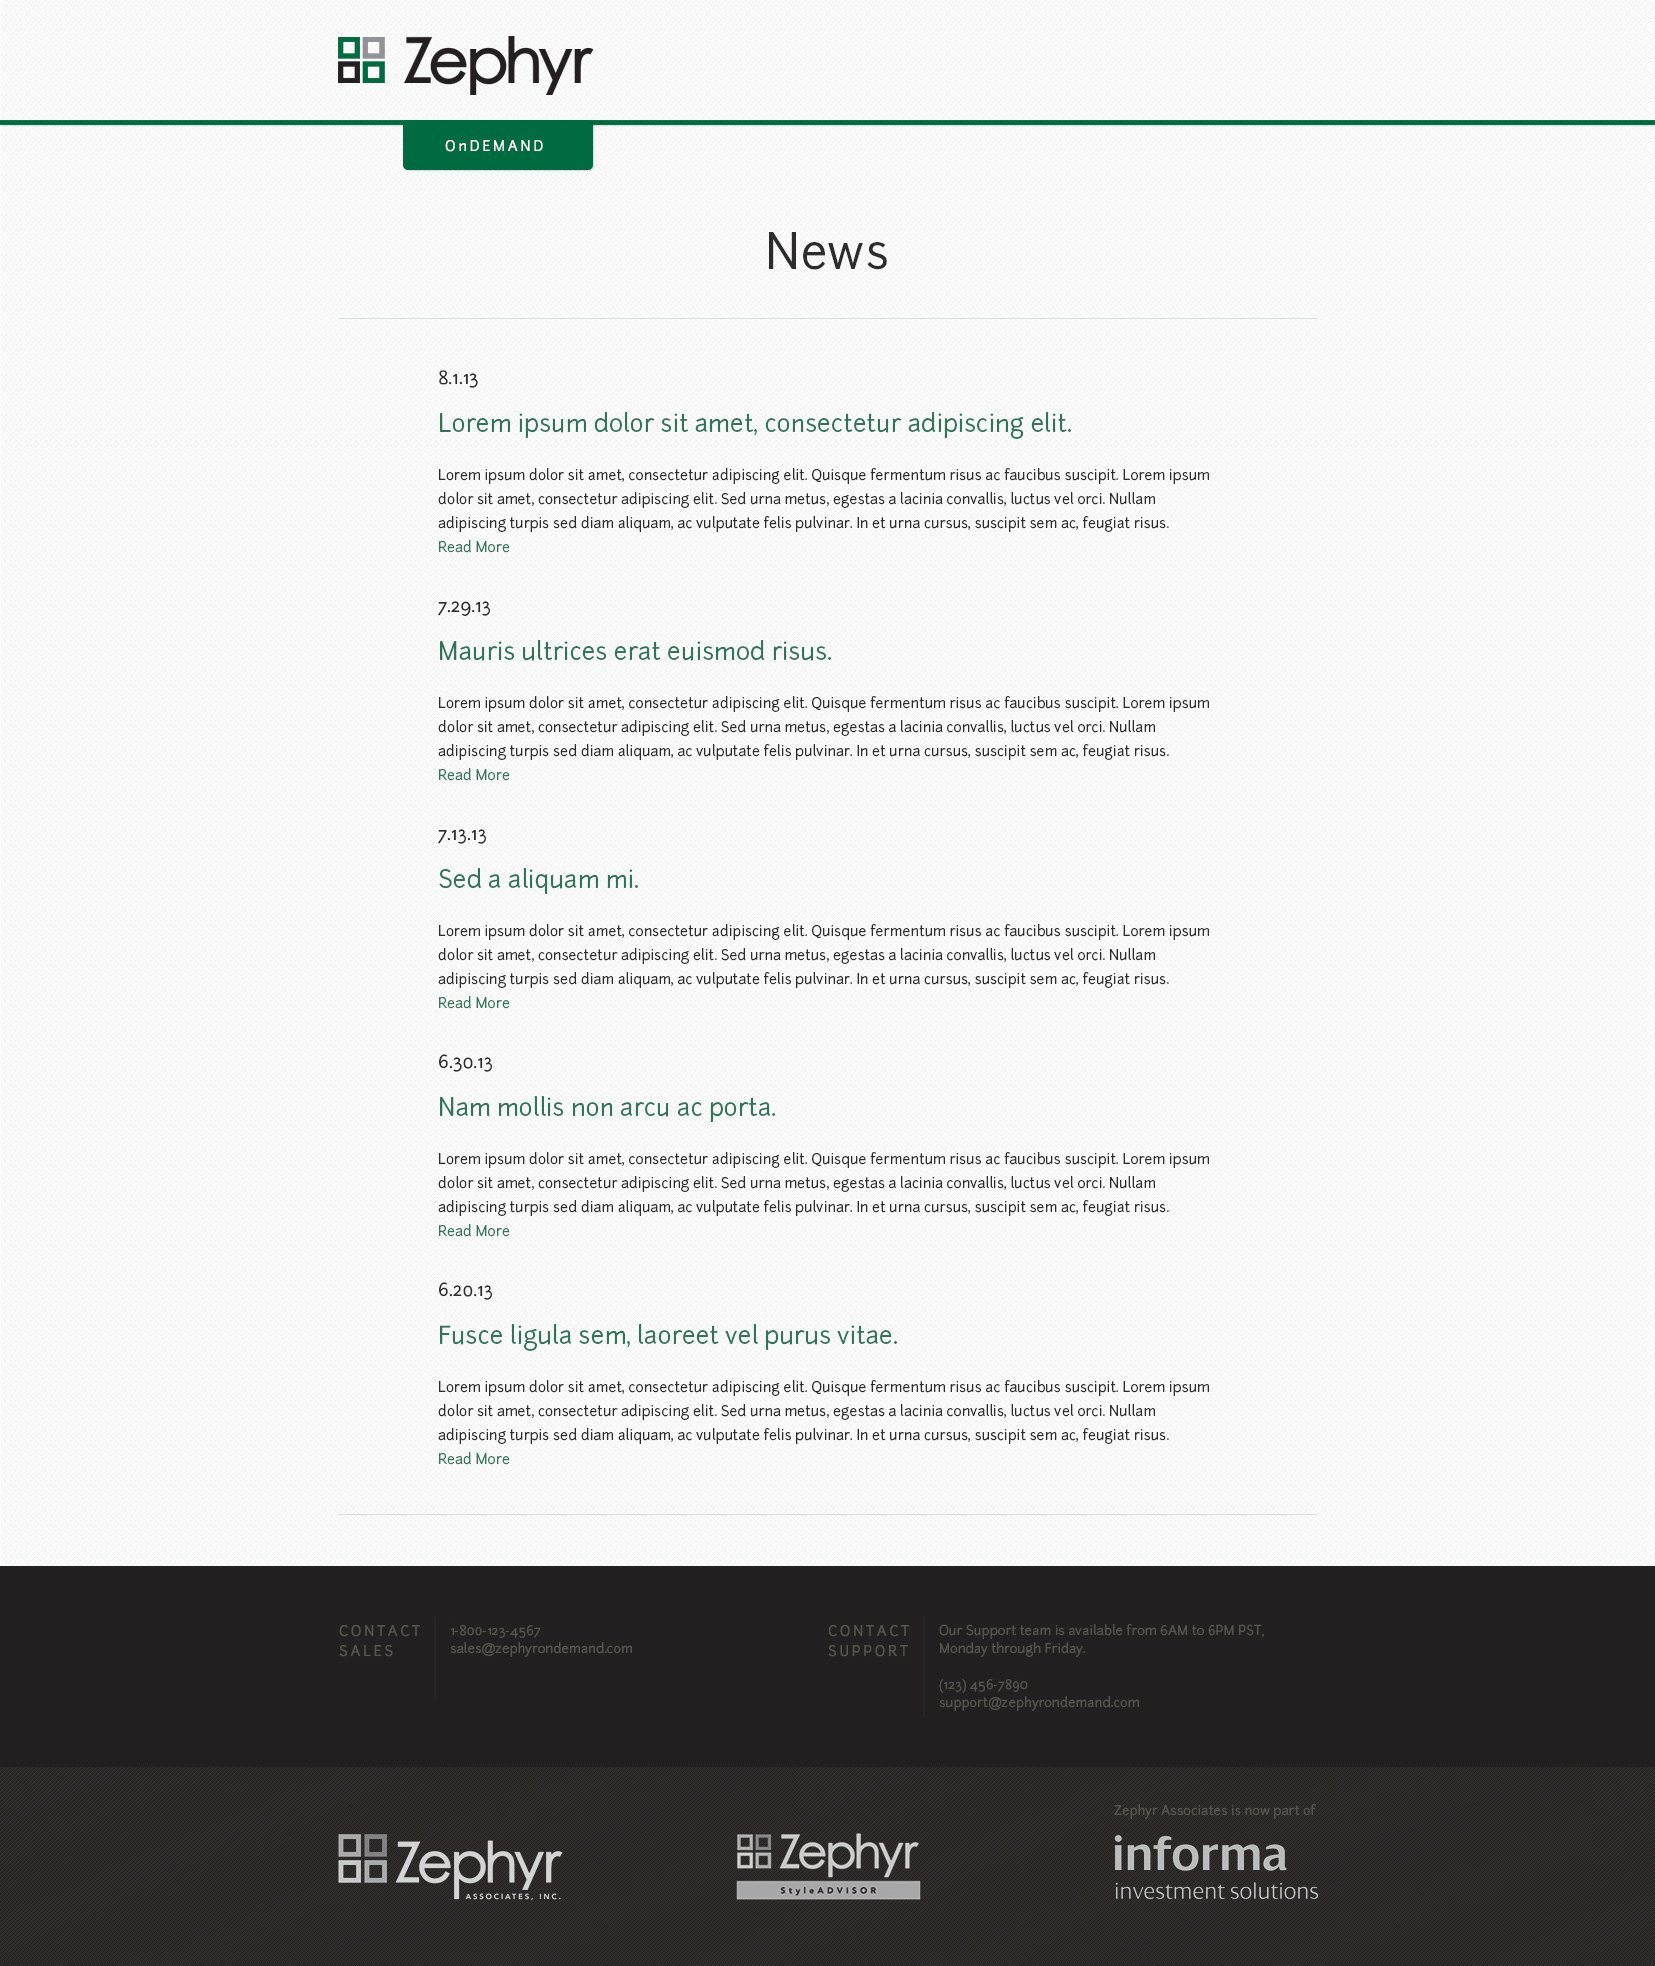 Zephyr
OnDEMAND
News
8.1.13
Lorem ipsum dolor sit amet, consectetur adipiscing elit.
Lorem ipsum dolor sit amet, consectetur adipiscing elit. Quisque fermentum risus ac faucibus suscipit. Lorem ipsum
dolor sit amet, consectetur adipiscing elit. Sed urna metus, egestas a lacinia convallis, luctus vel orci. Nullam
adipiscing turpis sed diam aliquam, ac vulputate felis pulvinar. In et urna cursus, suscipit sem ac, feugiat risus.
Read More
7.29.13
Mauris ultrices erat euismod risus.
Lorem ipsum dolor sit amet, consectetur adipiscing elit. Quisque fermentum risus ac faucibus suscipit. Lorem ipsum
dolor sit amet, consectetur adipiscing elit. Sed urna metus, egestas a lacinia convallis, luctus vel orci. Nullam
adipiscing turpis sed diam aliquam, ac vulputate felis pulvinar. In et urna cursus, suscipit sem ac, feugiat risus.
Read More
7.13.13
Sed a aliquam mi.
Lorem ipsum dolor sit amet, consectetur adipiscing elit. Quisque fermentum risus ac faucibus suscipit. Lorem ipsum
dolor sit amet, consectetur adipiscing elit. Sed urna metus, egestas a lacinia convallis, luctus vel orci. Nullam
adipiscing turpis sed diam aliquam, ac vulputate felis pulvinar. In et urna cursus, suscipit sem ac, feugiat risus.
Read More
6.30.13
Nam mollis non arcu ac porta.
Lorem ipsum dolor sit amet, consectetur adipiscing elit. Quisque fermentum risus ac faucibus suscipit. Lorem ipsum
dolor sit amet, consectetur adipiscing elit. Sed urna metus, egestas a lacinia convallis, luctus vel orci. Nullam
adipiscing turpis sed diam aliquam, ac vulputate felis pulvinar. In et urna cursus, suscipit sem ac, feugiat risus.
Read More
6.20.13
Fusce ligula sem, laoreet vel purus vitae.
Lorem ipsum dolor sit amet, consectetur adipiscing elit. Quisque fermentum risus ac faucibus suscipit. Lorem ipsum
dolor sit amet, consectetur adipiscing elit. Sed urna metus, egestas a lacinia convallis, luctus vel orci. Nullam
adipiscing turpis sed diam aliquam, ac vulputate felis pulvinar. In et urna cursus, suscipit sem ac, feugiat risus.
Read More
CONTACT
SALES
1-800-123-4567
sales@zephyrondemand.com
CONTACT
SUPPORT
Our Support team is available from 6AM to 6PM PST,
Monday through Friday.
(123) 456-7890
support@zephyrondemand.com
Zephyr
ASSOCIATES, INC.
Zephyr
StyleADVISOR
Zephyr Associates is now part of
informa
investment solutions